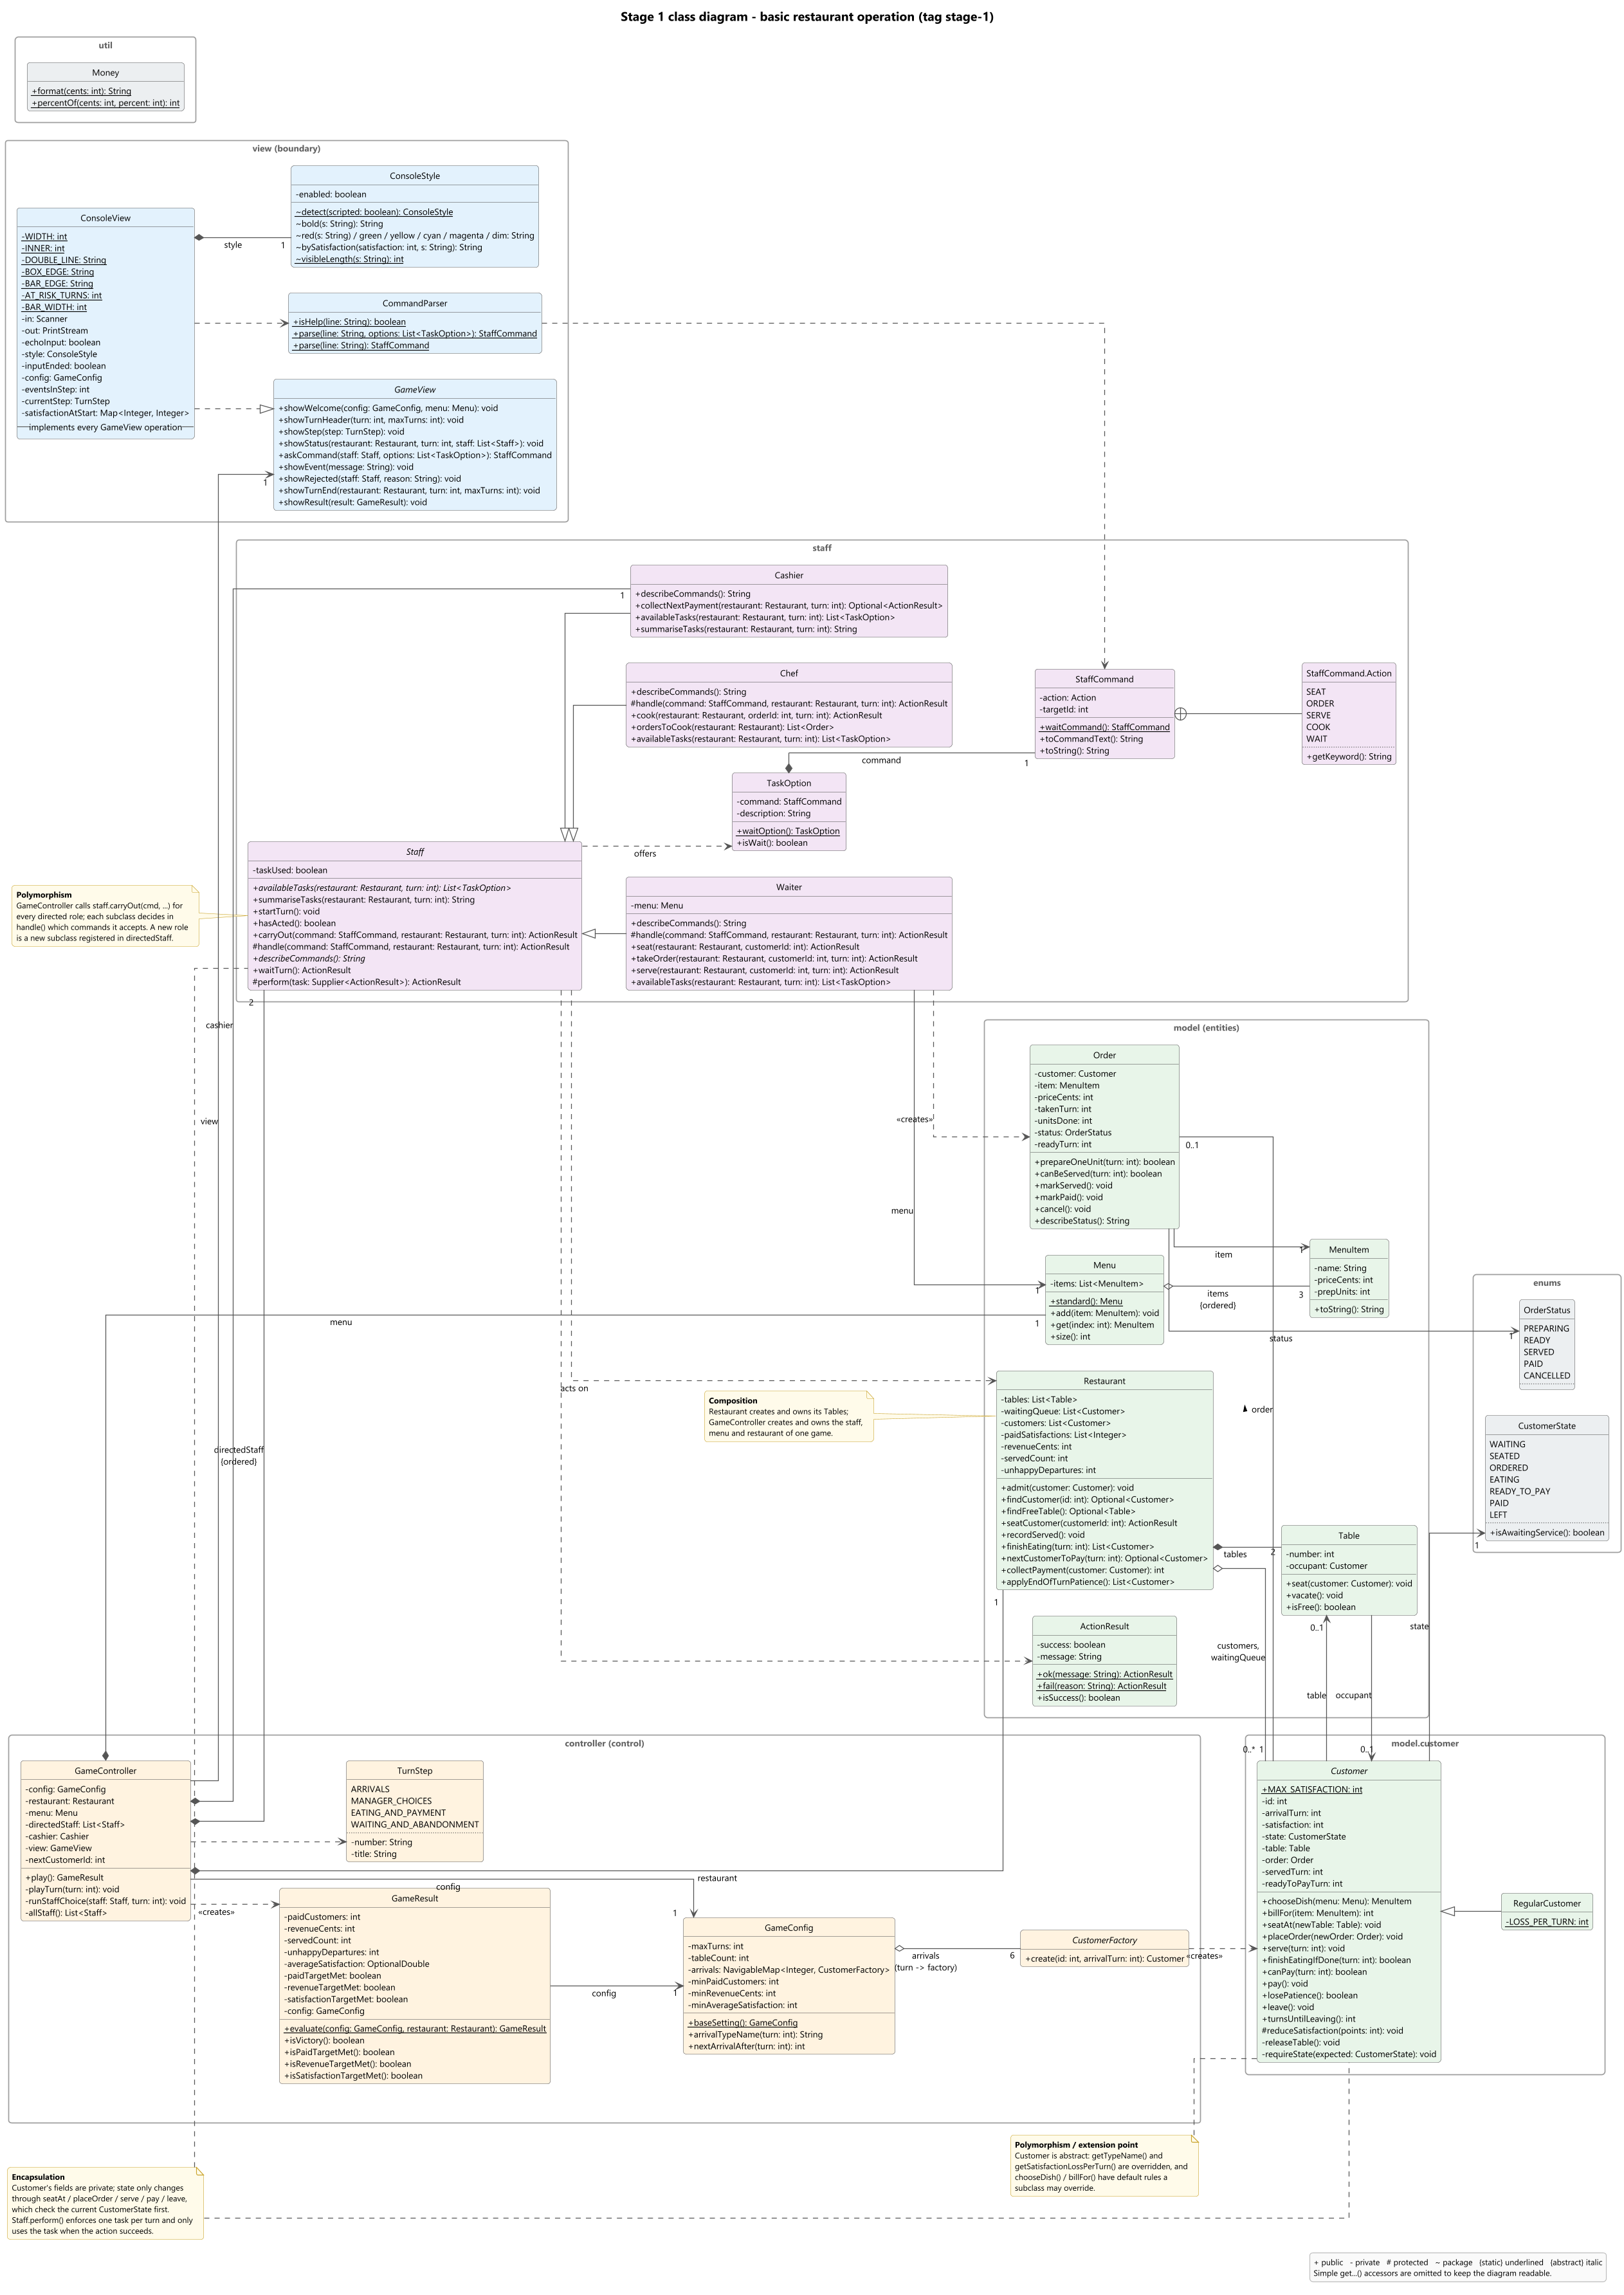 Stage 1 class diagram - basic restaurant operation (tag stage-1)
util
Money
+format(cents: int): String
+percentOf(cents: int, percent: int): int
view (boundary)
ConsoleStyle
-enabled: boolean
~detect(scripted: boolean): ConsoleStyle
~bold(s: String): String
~red(s: String) / green / yellow / cyan / magenta / dim: String
~bySatisfaction(satisfaction: int, s: String): String
~visibleLength(s: String): int
ConsoleView
-WIDTH: int
-INNER: int
-DOUBLE_LINE: String
-BOX_EDGE: String
-BAR_EDGE: String
-AT_RISK_TURNS: int
-BAR_WIDTH: int
-in: Scanner
-out: PrintStream
-echoInput: boolean
-style: ConsoleStyle
-inputEnded: boolean
-config: GameConfig
-eventsInStep: int
-currentStep: TurnStep
-satisfactionAtStart: Map<Integer, Integer>
implements every GameView operation
style
1
CommandParser
+isHelp(line: String): boolean
+parse(line: String, options: List<TaskOption>): StaffCommand
+parse(line: String): StaffCommand
GameView
+showWelcome(config: GameConfig, menu: Menu): void
+showTurnHeader(turn: int, maxTurns: int): void
+showStep(step: TurnStep): void
+showStatus(restaurant: Restaurant, turn: int, staff: List<Staff>): void
+askCommand(staff: Staff, options: List<TaskOption>): StaffCommand
+showEvent(message: String): void
+showRejected(staff: Staff, reason: String): void
+showTurnEnd(restaurant: Restaurant, turn: int, maxTurns: int): void
+showResult(result: GameResult): void
1
staff
Cashier
+describeCommands(): String
+collectNextPayment(restaurant: Restaurant, turn: int): Optional<ActionResult>
+availableTasks(restaurant: Restaurant, turn: int): List<TaskOption>
+summariseTasks(restaurant: Restaurant, turn: int): String
1
Chef
+describeCommands(): String
#handle(command: StaffCommand, restaurant: Restaurant, turn: int): ActionResult
+cook(restaurant: Restaurant, orderId: int, turn: int): ActionResult
+ordersToCook(restaurant: Restaurant): List<Order>
+availableTasks(restaurant: Restaurant, turn: int): List<TaskOption>
StaffCommand
-action: Action
-targetId: int
+waitCommand(): StaffCommand
+toCommandText(): String
+toString(): String
StaffCommand.Action
SEAT
ORDER
SERVE
COOK
WAIT
+getKeyword(): String
command
1
TaskOption
-command: StaffCommand
-description: String
+waitOption(): TaskOption
+isWait(): boolean
offers
Staff
-taskUsed: boolean
+availableTasks(restaurant: Restaurant, turn: int): List<TaskOption>
+summariseTasks(restaurant: Restaurant, turn: int): String
+startTurn(): void
+hasActed(): boolean
+carryOut(command: StaffCommand, restaurant: Restaurant, turn: int): ActionResult
#handle(command: StaffCommand, restaurant: Restaurant, turn: int): ActionResult
+describeCommands(): String
+waitTurn(): ActionResult
#perform(task: Supplier<ActionResult>): ActionResult
2
Waiter
-menu: Menu
+describeCommands(): String
#handle(command: StaffCommand, restaurant: Restaurant, turn: int): ActionResult
+seat(restaurant: Restaurant, customerId: int): ActionResult
+takeOrder(restaurant: Restaurant, customerId: int, turn: int): ActionResult
+serve(restaurant: Restaurant, customerId: int, turn: int): ActionResult
+availableTasks(restaurant: Restaurant, turn: int): List<TaskOption>
Polymorphism
GameController calls staff.carryOut(cmd, ...) for
every directed role; each subclass decides in
handle() which commands it accepts. A new role
is a new subclass registered in directedStaff.
cashier
view
«creates»
menu
model (entities)
Order
-customer: Customer
-item: MenuItem
-priceCents: int
-takenTurn: int
-unitsDone: int
-status: OrderStatus
-readyTurn: int
+prepareOneUnit(turn: int): boolean
+canBeServed(turn: int): boolean
+markServed(): void
+markPaid(): void
+cancel(): void
+describeStatus(): String
0..1
item
1
MenuItem
-name: String
-priceCents: int
-prepUnits: int
+toString(): String
Menu
-items: List<MenuItem>
+standard(): Menu
+add(item: MenuItem): void
+get(index: int): MenuItem
+size(): int
1
1
items
(ordered)
3
menu
status
1
enums
OrderStatus
PREPARING
READY
SERVED
PAID
CANCELLED
CustomerState
WAITING
SEATED
ORDERED
EATING
READY_TO_PAY
PAID
LEFT
+isAwaitingService(): boolean
1
acts on
Composition
Restaurant creates and owns its Tables;
GameController creates and owns the staff,
menu and restaurant of one game.
Restaurant
-tables: List<Table>
-waitingQueue: List<Customer>
-customers: List<Customer>
-paidSatisfactions: List<Integer>
-revenueCents: int
-servedCount: int
-unhappyDepartures: int
+admit(customer: Customer): void
+findCustomer(id: int): Optional<Customer>
+findFreeTable(): Optional<Table>
+seatCustomer(customerId: int): ActionResult
+recordServed(): void
+finishEating(turn: int): List<Customer>
+nextCustomerToPay(turn: int): Optional<Customer>
+collectPayment(customer: Customer): int
+applyEndOfTurnPatience(): List<Customer>
1
order
directedStaff
(ordered)
tables
2
Table
-number: int
-occupant: Customer
+seat(customer: Customer): void
+vacate(): void
+isFree(): boolean
0..1
state
ActionResult
-success: boolean
-message: String
+ok(message: String): ActionResult
+fail(reason: String): ActionResult
+isSuccess(): boolean
customers,
waitingQueue
table
occupant
0..*
1
0..1
controller (control)
GameController
-config: GameConfig
-restaurant: Restaurant
-menu: Menu
-directedStaff: List<Staff>
-cashier: Cashier
-view: GameView
-nextCustomerId: int
+play(): GameResult
-playTurn(turn: int): void
-runStaffChoice(staff: Staff, turn: int): void
-allStaff(): List<Staff>
TurnStep
ARRIVALS
MANAGER_CHOICES
EATING_AND_PAYMENT
WAITING_AND_ABANDONMENT
-number: String
-title: String
restaurant
config
«creates»
GameResult
-paidCustomers: int
-revenueCents: int
-servedCount: int
-unhappyDepartures: int
-averageSatisfaction: OptionalDouble
-paidTargetMet: boolean
-revenueTargetMet: boolean
-satisfactionTargetMet: boolean
-config: GameConfig
+evaluate(config: GameConfig, restaurant: Restaurant): GameResult
+isVictory(): boolean
+isPaidTargetMet(): boolean
+isRevenueTargetMet(): boolean
+isSatisfactionTargetMet(): boolean
config
1
1
GameConfig
-maxTurns: int
-tableCount: int
-arrivals: NavigableMap<Integer, CustomerFactory>
-minPaidCustomers: int
-minRevenueCents: int
-minAverageSatisfaction: int
+baseSetting(): GameConfig
+arrivalTypeName(turn: int): String
+nextArrivalAfter(turn: int): int
arrivals
(turn -> factory)
6
CustomerFactory
+create(id: int, arrivalTurn: int): Customer
«creates»
model.customer
Customer
+MAX_SATISFACTION: int
-id: int
-arrivalTurn: int
-satisfaction: int
-state: CustomerState
-table: Table
-order: Order
-servedTurn: int
-readyToPayTurn: int
+chooseDish(menu: Menu): MenuItem
+billFor(item: MenuItem): int
+seatAt(newTable: Table): void
+placeOrder(newOrder: Order): void
+serve(turn: int): void
+finishEatingIfDone(turn: int): boolean
+canPay(turn: int): boolean
+pay(): void
+losePatience(): boolean
+leave(): void
+turnsUntilLeaving(): int
#reduceSatisfaction(points: int): void
-releaseTable(): void
-requireState(expected: CustomerState): void
RegularCustomer
-LOSS_PER_TURN: int
Polymorphism / extension point
Customer is abstract: getTypeName() and
getSatisfactionLossPerTurn() are overridden, and
chooseDish() / billFor() have default rules a
subclass may override.
Encapsulation
Customer's fields are private; state only changes
through seatAt / placeOrder / serve / pay / leave,
which check the current CustomerState first.
Staff.perform() enforces one task per turn and only
uses the task when the action succeeds.
+ public - private # protected ~ package (static) underlined (abstract) italic
Simple get...() accessors are omitted to keep the diagram readable.